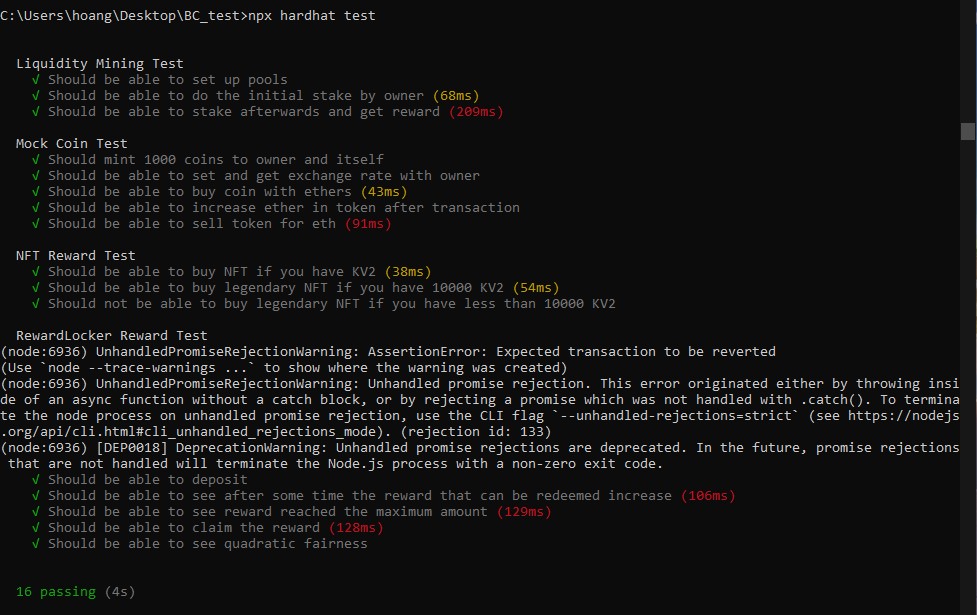 C:\Users\hoang\Desktop\BC_test>npx hardhat test
Liquidity Mining Test
√ Should be able to set up pools
√ Should be able to do the initial stake by owner (68ms)
√ Should be able to stake afterwards and get reward (209ms)
Mock Coin Test
√ Should mint 1000 coins to owner and itself
√ Should be able to set and get exchange rate with owner
√ Should be able to buy coin with ethers (43ms)
√ Should be able to increase ether in token after transaction
√ Should be able to sell token for eth (91ms)
NFT Reward Test
√ Should be able to buy NFT if you have KV2 (38ms)
√ Should be able to buy legendary NFT if you have 10000 KV2 (54ms)
√ Should not be able to buy legendary NFT if you have less than 10000 KV2
RewardLocker Reward Test
(node:6936) UnhandledPromiseRejectionWarning: AssertionError: Expected transaction to be reverted
(Use `node --trace-warnings ...` to show where the warning was created)
(node:6936) UnhandledPromiseRejectionWarning: Unhandled promise rejection. This error originated either by throwing insi
de of an async function without a catch block, or by rejecting a promise which was not handled with .catch(). To termina
te the node process on unhandled promise rejection, use the CLI flag `--unhandled-rejections=strict` (see https://nodejs
.org/api/cli.html#cli_unhandled_rejections_mode). (rejection id: 133)
(node:6936) [DEP0018] DeprecationWarning: Unhandled promise rejections are deprecated. In the future, promise rejections
that are not handled will terminate the Node.js process with a non-zero exit code.
√ Should be able to deposit
√ Should be able to see after some time the reward that can be redeemed increase (106ms)
√ Should be able to see reward reached the maximum amount (129ms)
√ Should be able to claim the reward (128ms)
√ Should be able to see quadratic fairness
16 passing (4s)